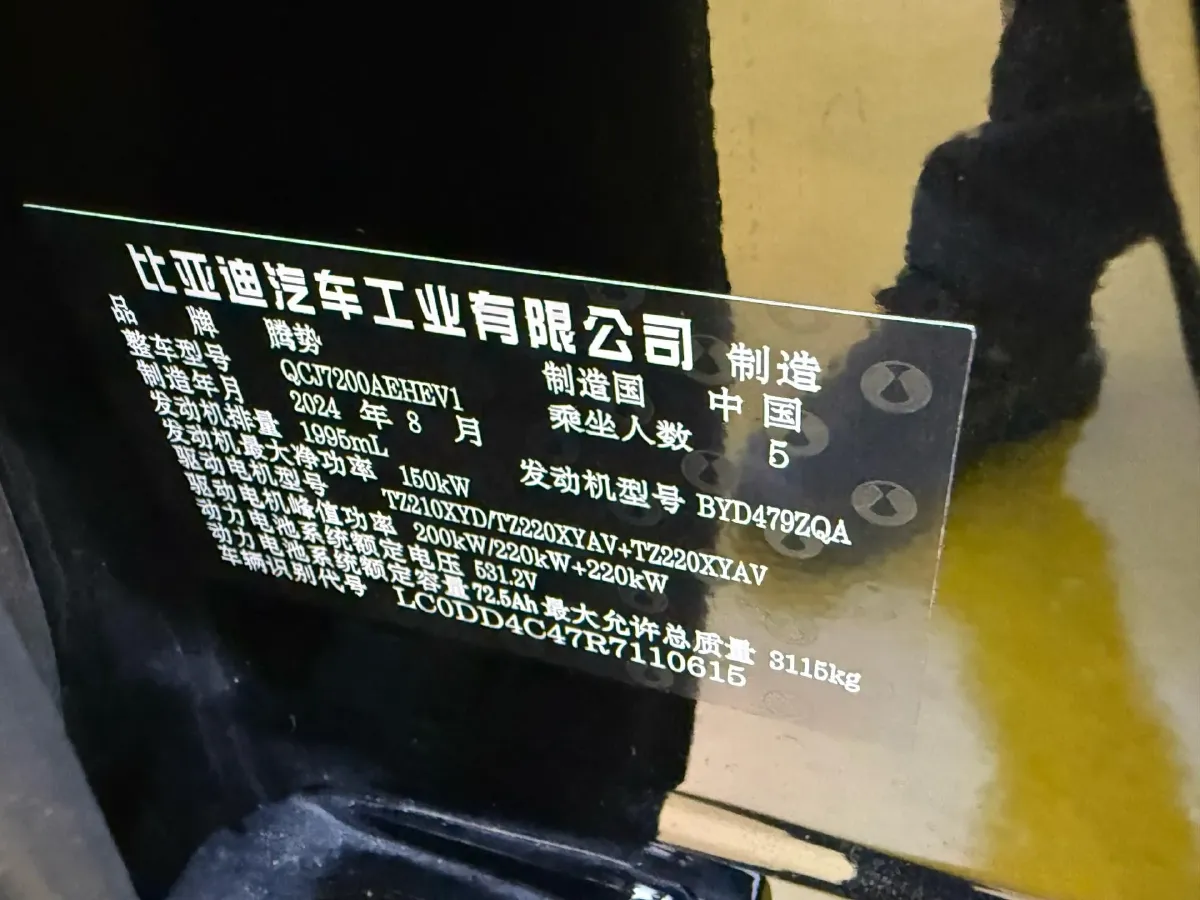 比亚迪汽车工业有限公司 制造
品牌 腾势 制造国 中国
整车型号 QCJ7200AEHEV1 乘坐人数 5
制造年月 2024 年 8 月
发动机排量 1995mL 发动机型号 BYD479ZQA
发动机最大净功率 150kW
驱动电机型号 TZ210XYD/TZ220XYAV+TZ220XYAV
驱动电机峰值功率 200kW/220kW+220kW
动力电池系统额定电压 531.2V
动力电池系统额定容量 72.5Ah 最大允许总质量 3115kg
车辆识别代号 LC0DD4C47R7110615